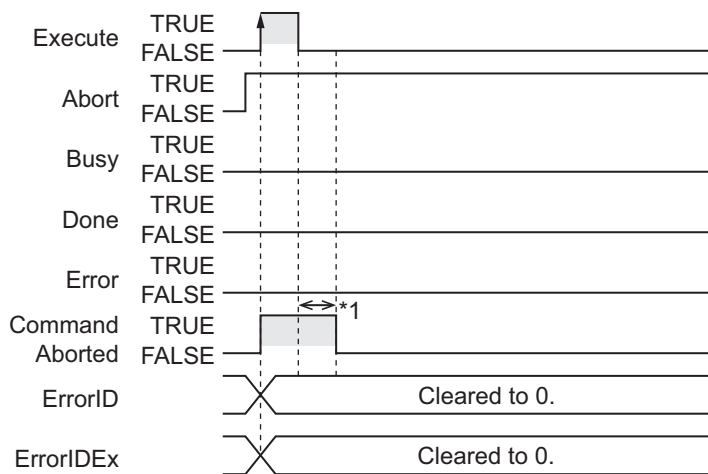 Execute TRUE
FALSE
Abort TRUE
FALSE
Busy TRUE
FALSE
Done TRUE
FALSE
Error TRUE
FALSE
*1
Command TRUE
Aborted FALSE
ErrorID Cleared to 0.
ErrorIDEx Cleared to 0.